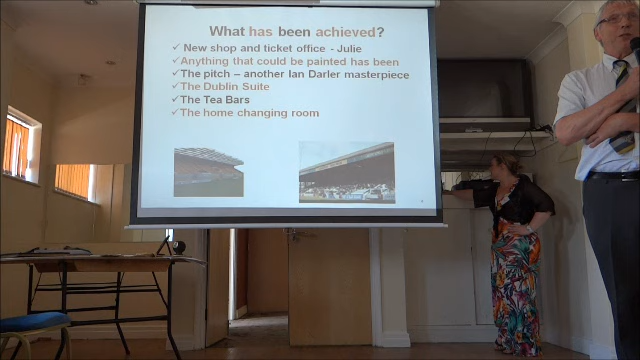 What has been achieved?
✓ New shop and ticket office - Julie
✓ Anything that could be painted has been
✓ The pitch – another Ian Darler masterpiece
✓ The Dublin Suite
✓ The Tea Bars
✓ The home changing room